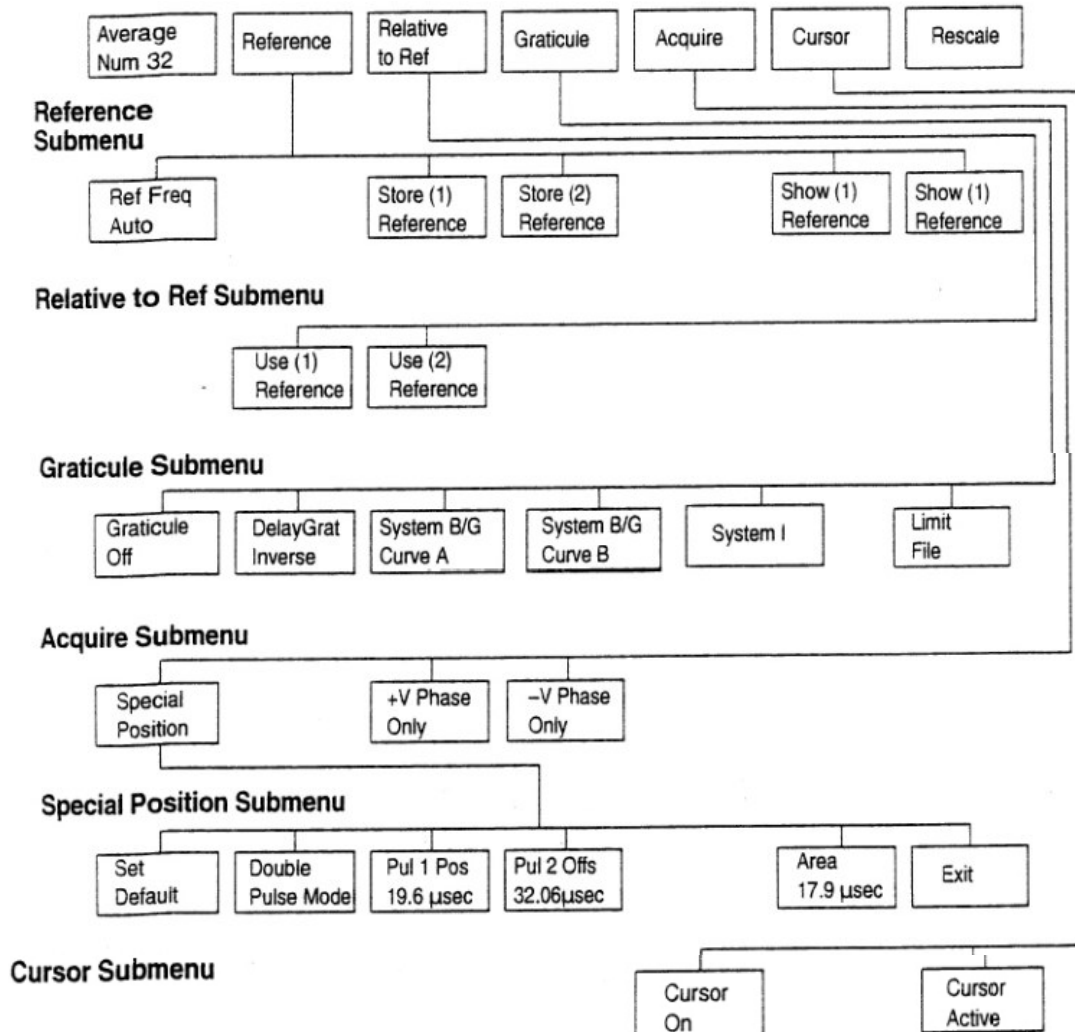 Average
Num 32
Reference
Relative
to Ref
Graticule
Acquire
Cursor
Rescale
Reference
Submenu
Ref Freq
Auto
Store (1)
Reference
Store (2)
Reference
Show (1)
Reference
Show (1)
Reference
Relative to Ref Submenu
Use (1)
Reference
Use (2)
Reference
Graticule Submenu
Graticule
Off
DelayGrat
Inverse
System B/G
Curve A
System B/G
Curve B
System I
Limit
File
Acquire Submenu
Special
Position
+V Phase
Only
−V Phase
Only
Special Position Submenu
Set
Default
Double
Pulse Mode
Pul 1 Pos
19.6 µsec
Pul 2 Offs
32.06µsec
Area
17.9 µsec
Exit
Cursor Submenu
Cursor
On
Cursor
Active